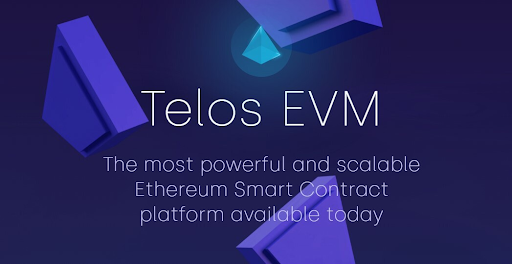 Telos EVM
The most powerful and scalable
Ethereum Smart Contract
platform available today